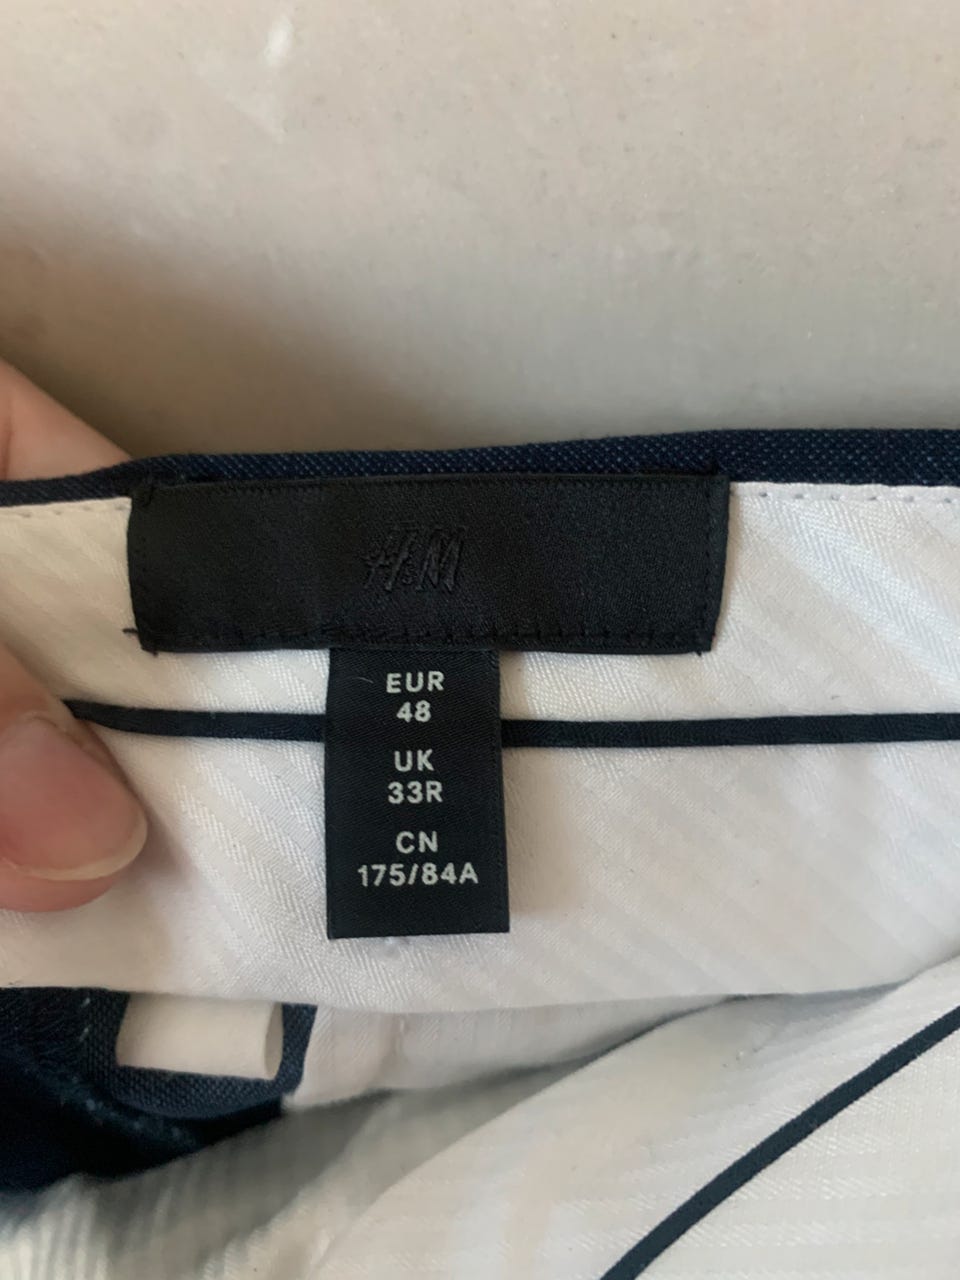 H&M
EUR
48
UK
33R
CN
175/84A